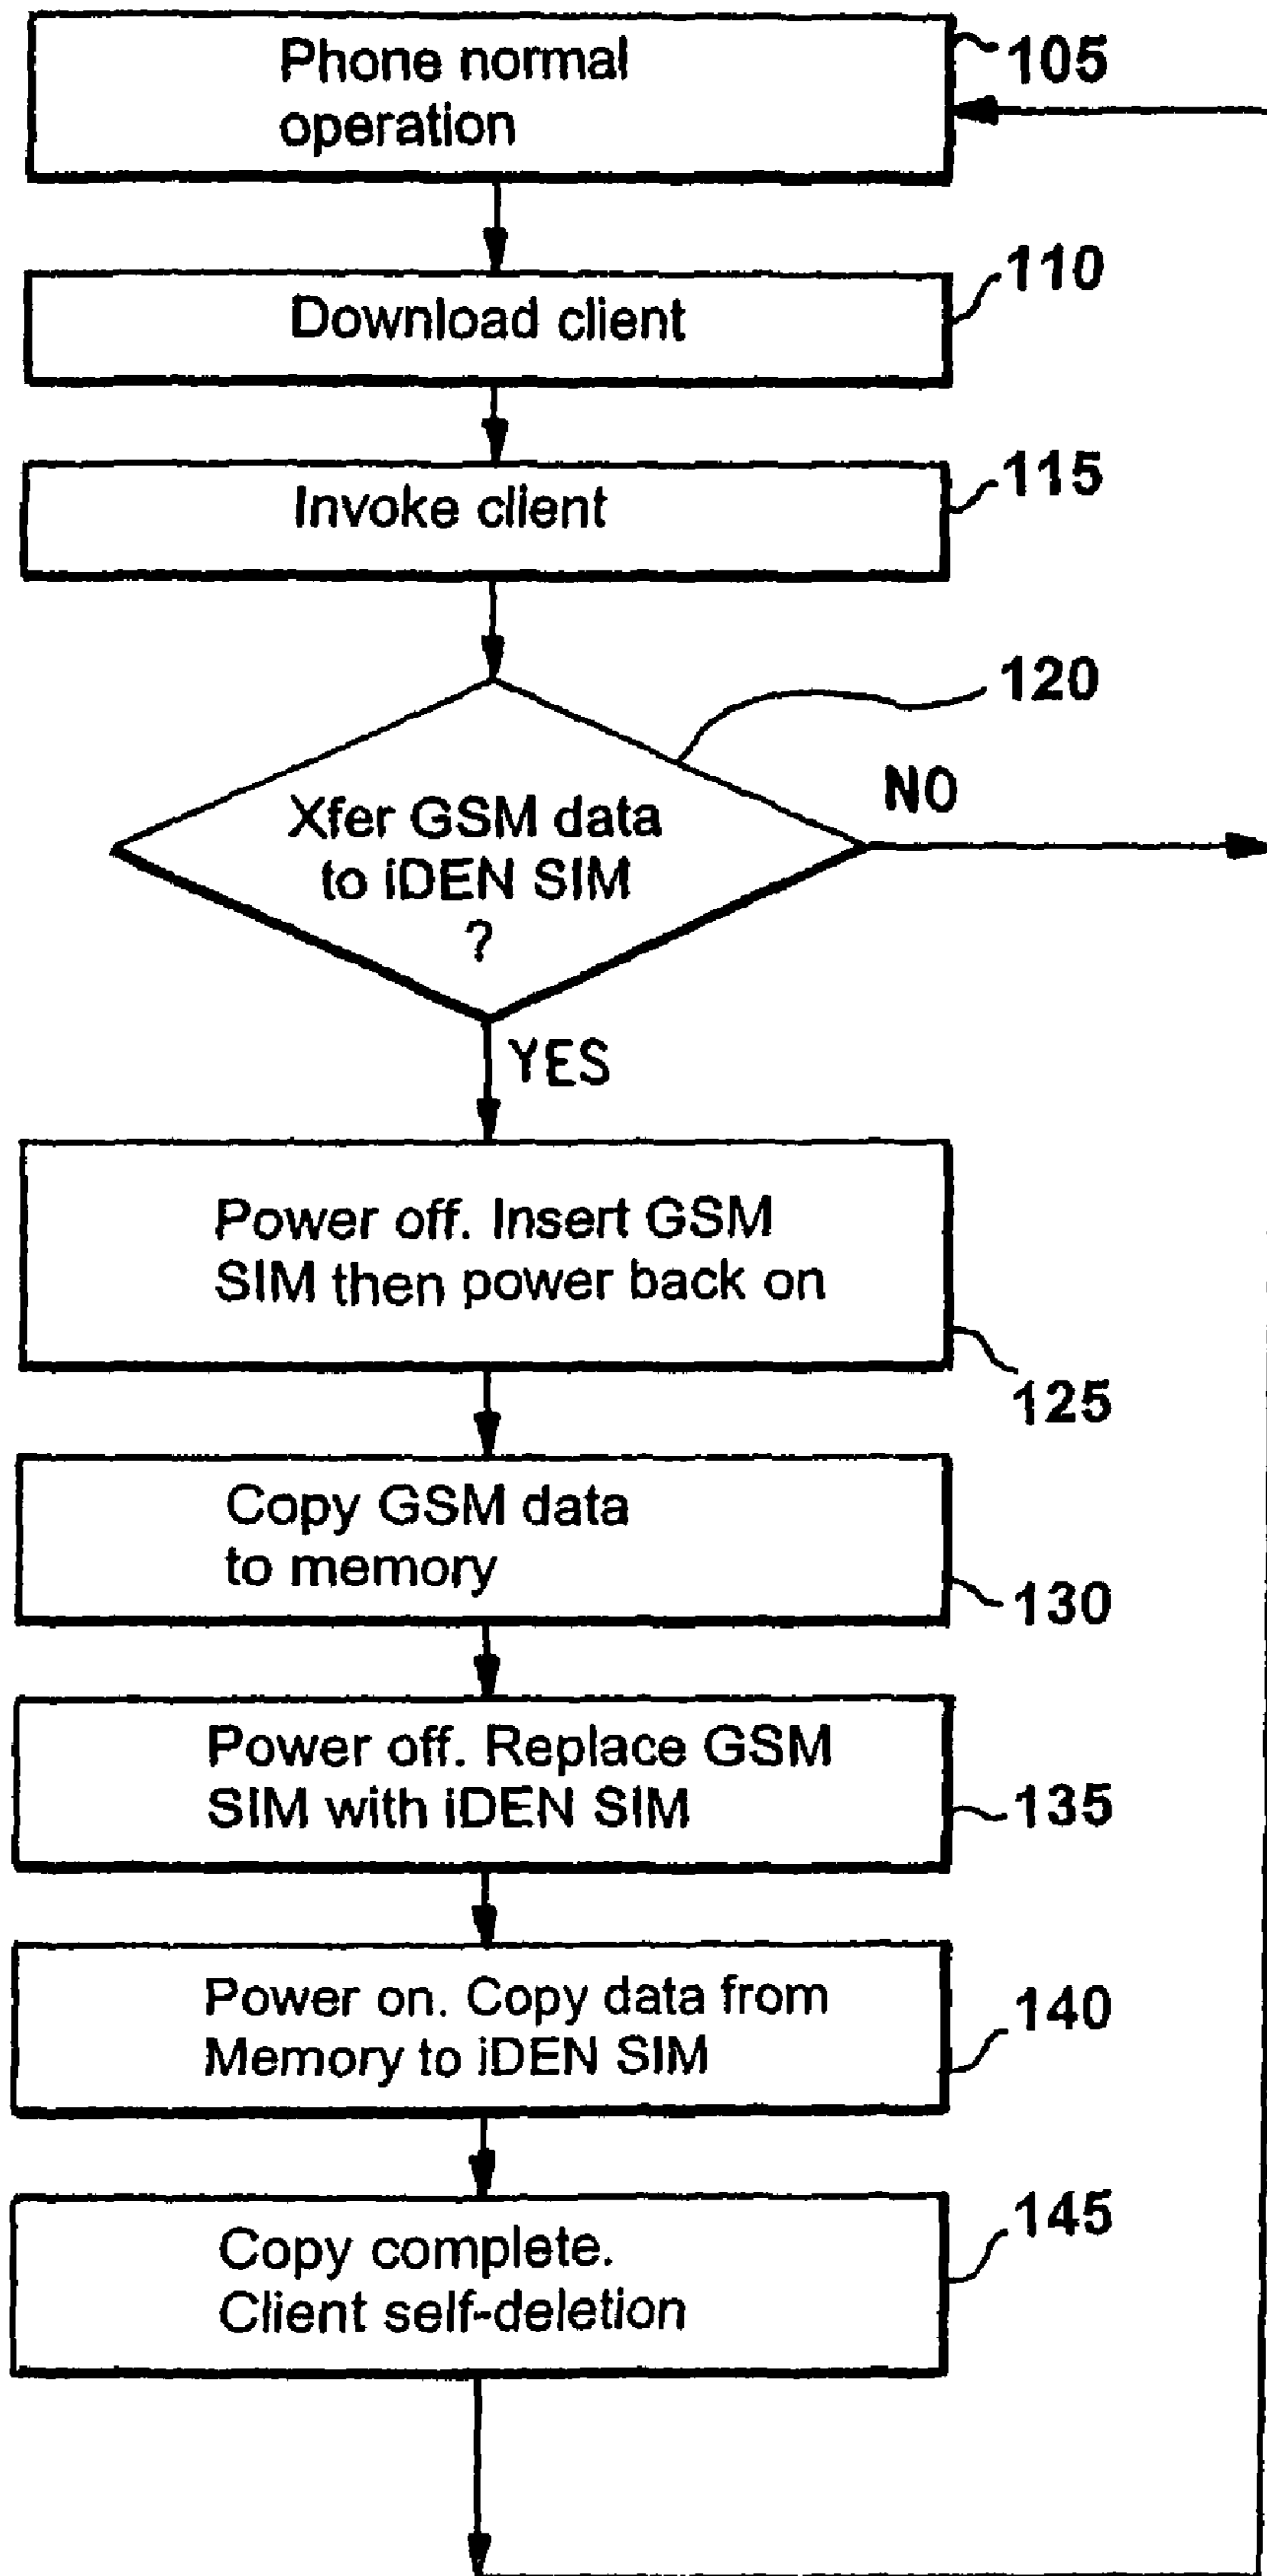 Phone normal
operation
105
Download client
110
Invoke client
115
120
Xfer GSM data
to iDEN SIM
?
NO
YES
Power off. Insert GSM
SIM then power back on
125
Copy GSM data
to memory
130
Power off. Replace GSM
SIM with iDEN SIM
135
Power on. Copy data from
Memory to iDEN SIM
140
Copy complete.
Client self-deletion
145